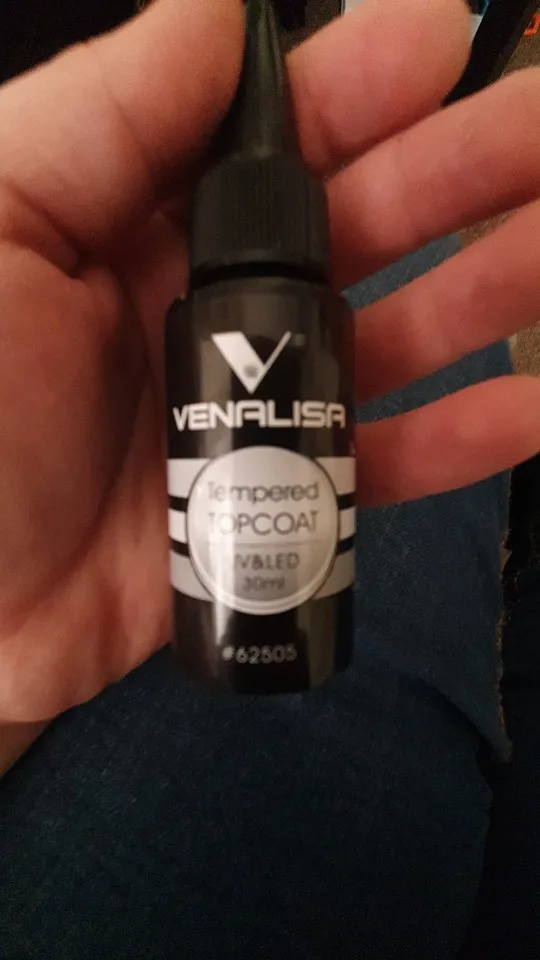 VENALISA
Tempered
TOPCOAT
UV&LED
30ml
#62505